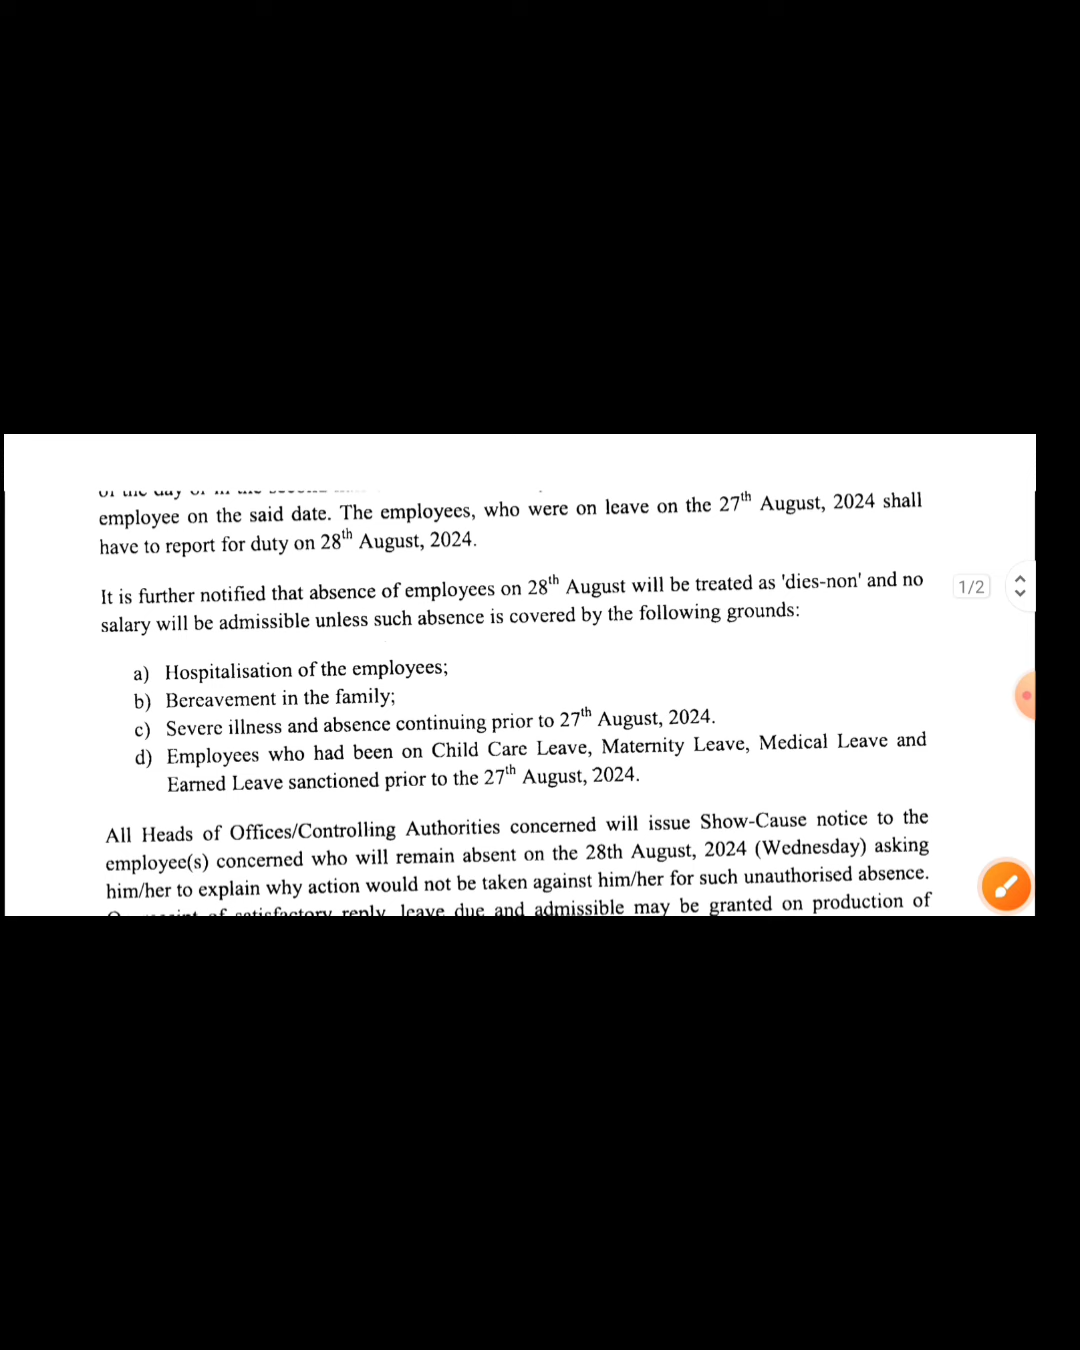 employee on the said date. The employees, who were on leave on the 27th August, 2024 shall
have to report for duty on 28th August, 2024.
It is further notified that absence of employees on 28th August will be treated as 'dies-non' and no
salary will be admissible unless such absence is covered by the following grounds:
1/2
a) Hospitalisation of the employees;
b) Bereavement in the family;
c) Severe illness and absence continuing prior to 27th August, 2024.
d) Employees who had been on Child Care Leave, Maternity Leave, Medical Leave and
Earned Leave sanctioned prior to the 27th August, 2024.
All Heads of Offices/Controlling Authorities concerned will issue Show-Cause notice to the
employee(s) concerned who will remain absent on the 28th August, 2024 (Wednesday) asking
him/her to explain why action would not be taken against him/her for such unauthorised absence.
of satisfactory reply, leave due and admissible may be granted on production of